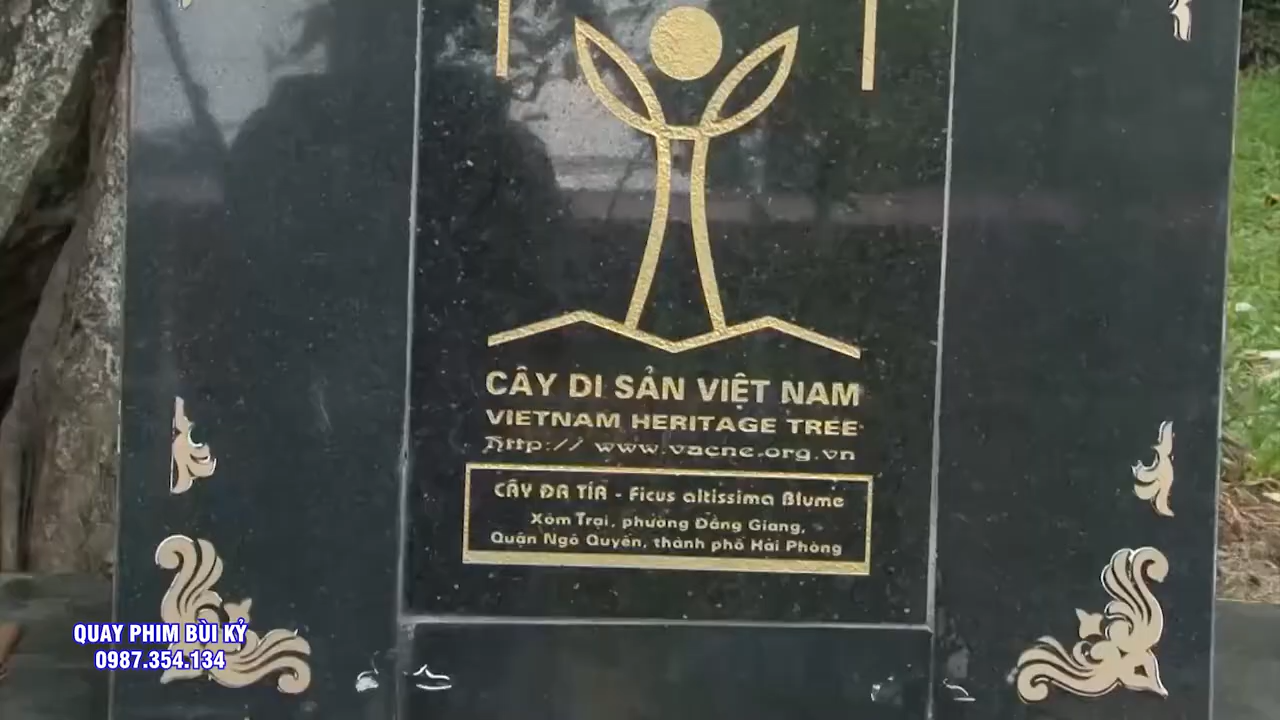 CÂY DI SẢN VIỆT NAM
VIETNAM HERITAGE TREE
http:// www.vacne.org.vn
CÂY ĐA TÍA - Ficus altissima Blume
Xóm Trại, phường Đằng Giang,
Quận Ngô Quyền, thành phố Hải Phòng
QUAY PHIM BÙI KỶ
0987.354.134